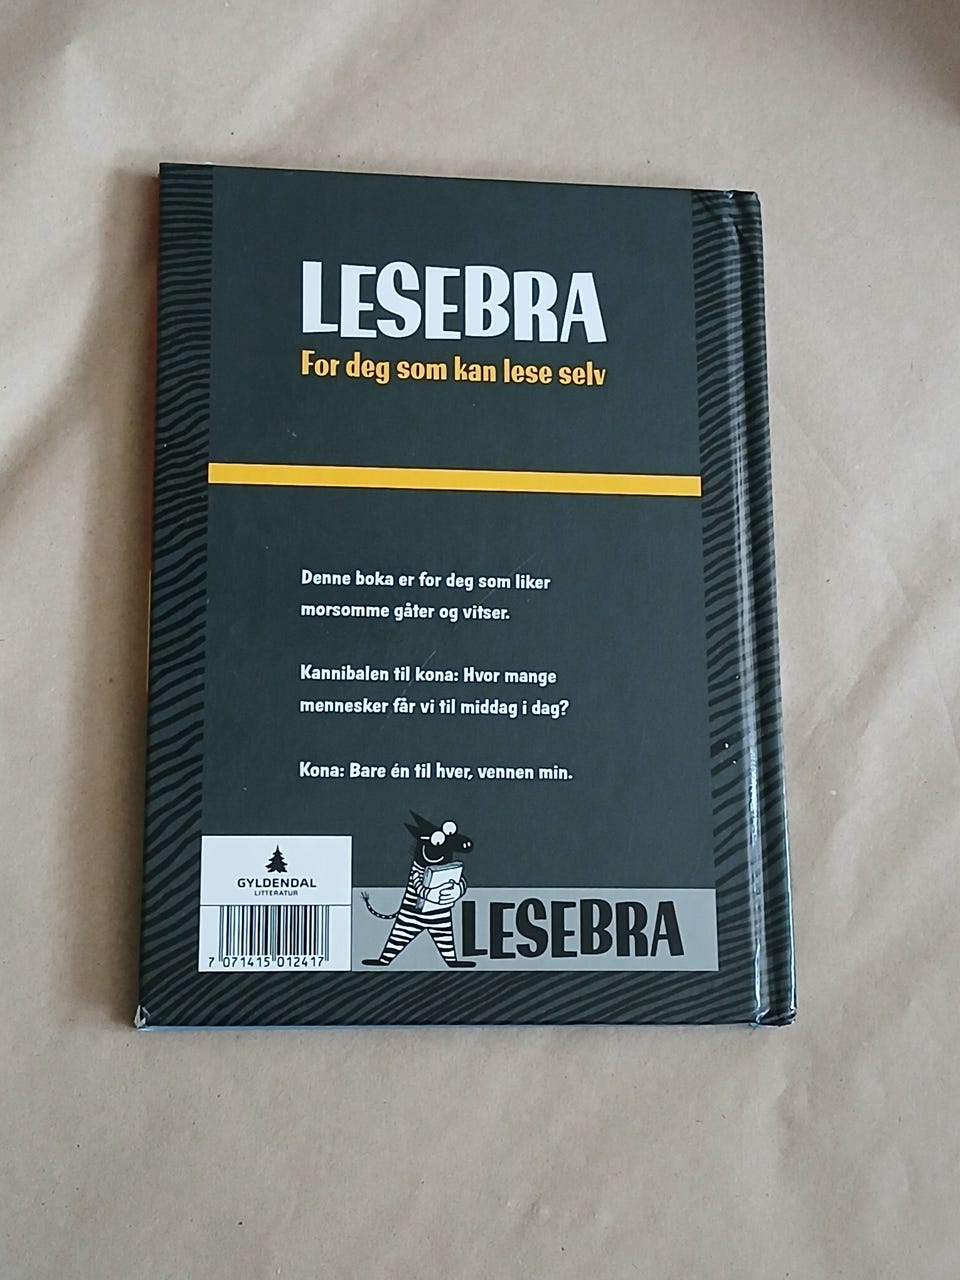 LESEBRA
For deg som kan lese selv
Denne boka er for deg som liker
morsomme gåter og vitser.
Kannibalen til kona: Hvor mange
mennesker får vi til middag i dag?
Kona: Bare én til hver, vennen min.
GYLDENDAL
LITTERATUR
7 071415 012417
LESEBRA